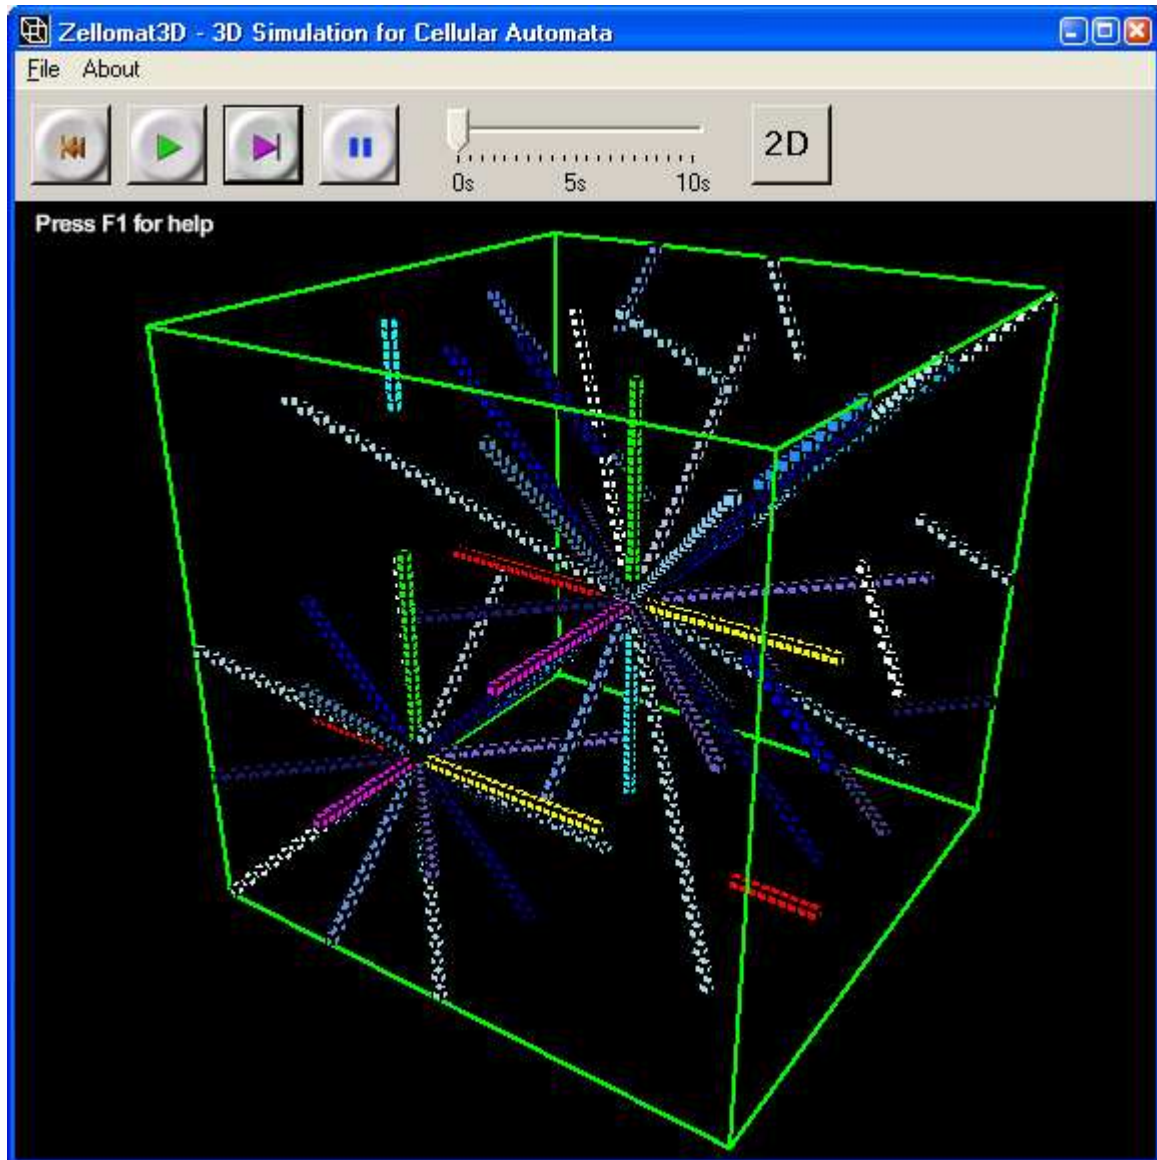 Zellomat3D - 3D Simulation for Cellular Automata
File About
0s 5s 10s
2D
Press F1 for help